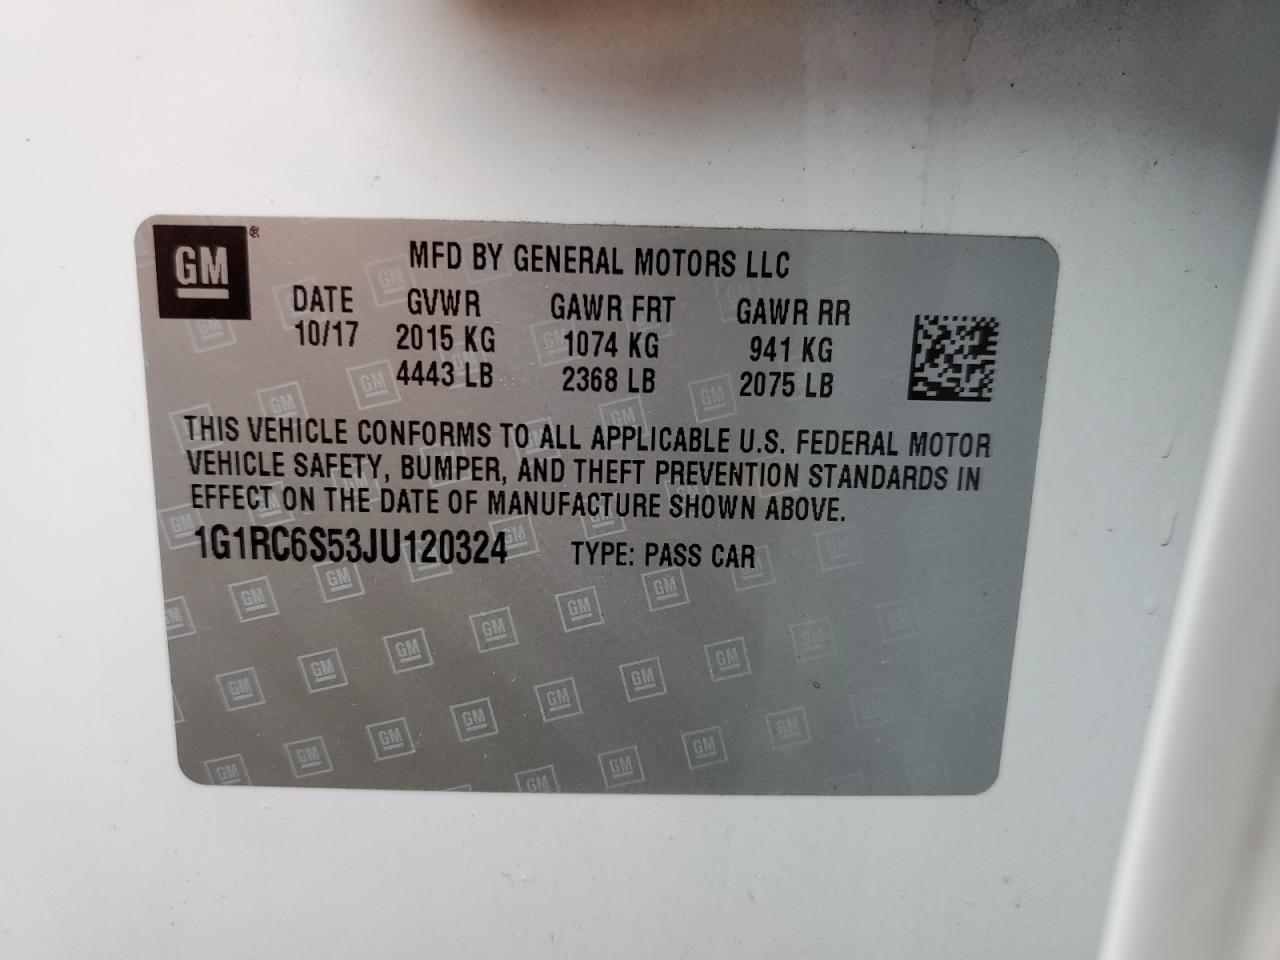 GM®
MFD BY GENERAL MOTORS LLC
DATE GVWR GAWR FRT GAWR RR
10/17 2015 KG 1074 KG 941 KG
4443 LB 2368 LB 2075 LB
THIS VEHICLE CONFORMS TO ALL APPLICABLE U.S. FEDERAL MOTOR
VEHICLE SAFETY, BUMPER, AND THEFT PREVENTION STANDARDS IN
EFFECT ON THE DATE OF MANUFACTURE SHOWN ABOVE.
1G1RC6S53JU120324 TYPE: PASS CAR